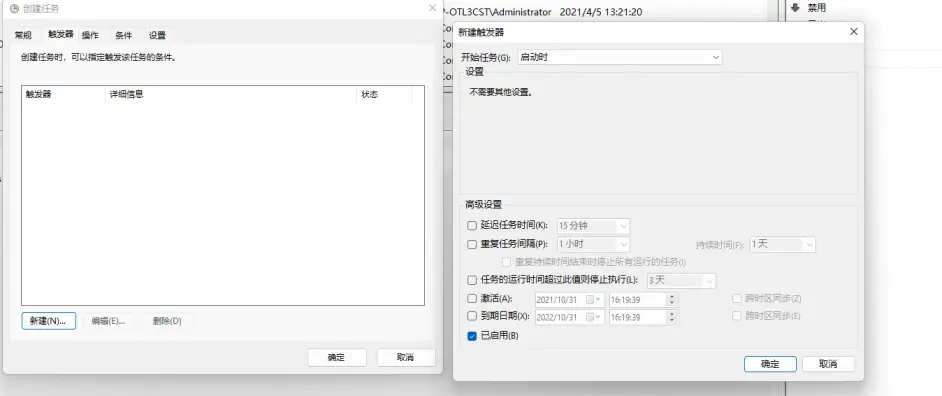 创建任务
常规 触发器 操作 条件 设置
创建任务时，可以指定触发该任务的条件。
触发器 详细信息 状态
新建(N)... 编辑(E)... 删除(D)
确定 取消
P-OTL3CST\Administrator 2021/4/5 13:21:20
禁用
新建触发器
开始任务(G): 启动时
设置
不需要其他设置。
高级设置
延迟任务时间(K): 15 分钟
重复任务间隔(P): 1 小时 持续时间(F): 1 天
重复持续时间结束时停止所有运行的任务(I)
任务的运行时间超过此值则停止执行(L): 3 天
激活(A): 2021/10/31 16:19:39 跨时区同步(Z)
到期日期(X): 2022/10/31 16:19:39 跨时区同步(E)
已启用(B)
确定 取消